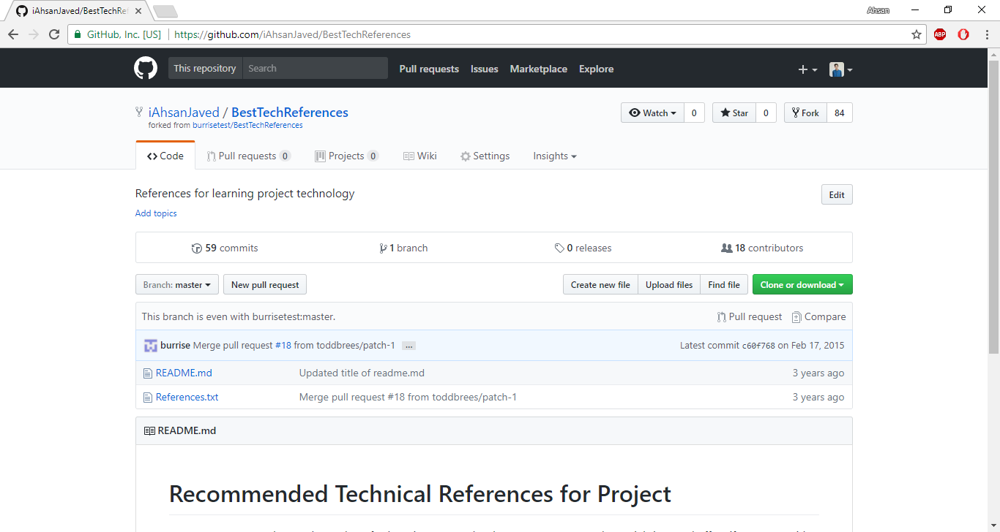 iAhsanJaved/BestTechRef
Ahsan
GitHub, Inc. [US] https://github.com/iAhsanJaved/BestTechReferences
ABP
This repository Search Pull requests Issues Marketplace Explore
iAhsanJaved / BestTechReferences
Watch 0 Star 0 Fork 84
forked from burrisetest/BestTechReferences
Code Pull requests 0 Projects 0 Wiki Settings Insights
References for learning project technology
Edit
Add topics
59 commits 1 branch 0 releases 18 contributors
Branch: master New pull request Create new file Upload files Find file Clone or download
This branch is even with burrisetest:master. Pull request Compare
burrise Merge pull request #18 from toddbrees/patch-1 ... Latest commit c60f768 on Feb 17, 2015
README.md Updated title of readme.md 3 years ago
References.txt Merge pull request #18 from toddbrees/patch-1 3 years ago
README.md
Recommended Technical References for Project